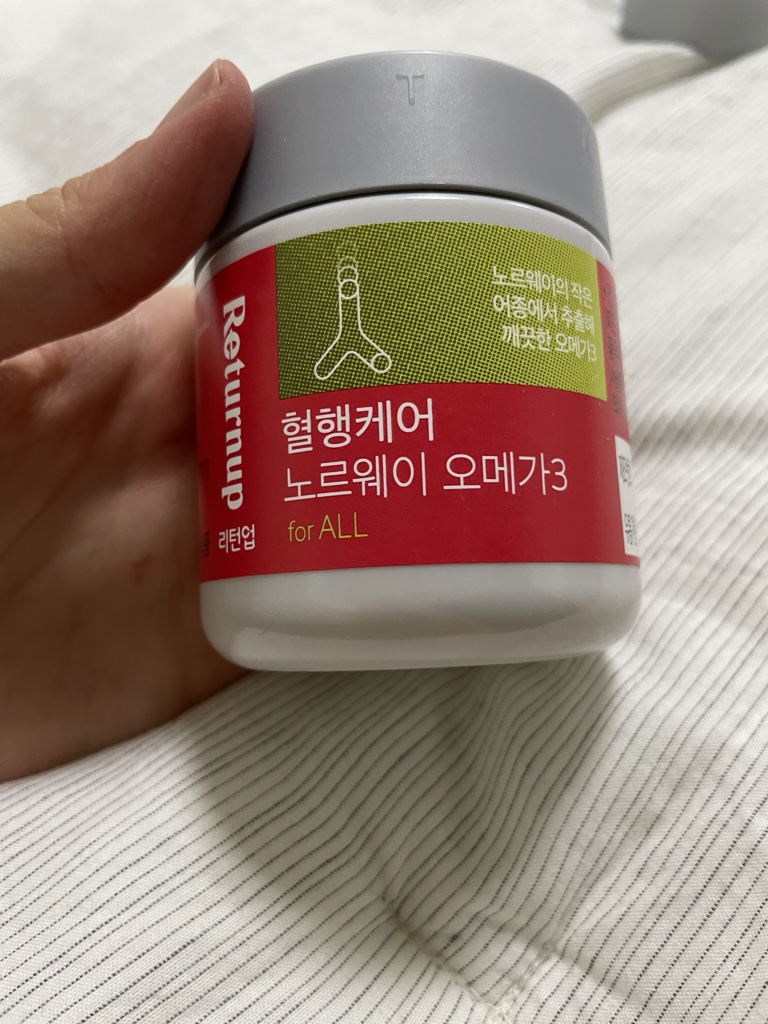 T
노르웨이의 작은
어종에서 추출해
깨끗한 오메가3
Returnup
리턴업
혈행케어
노르웨이 오메가3
for ALL